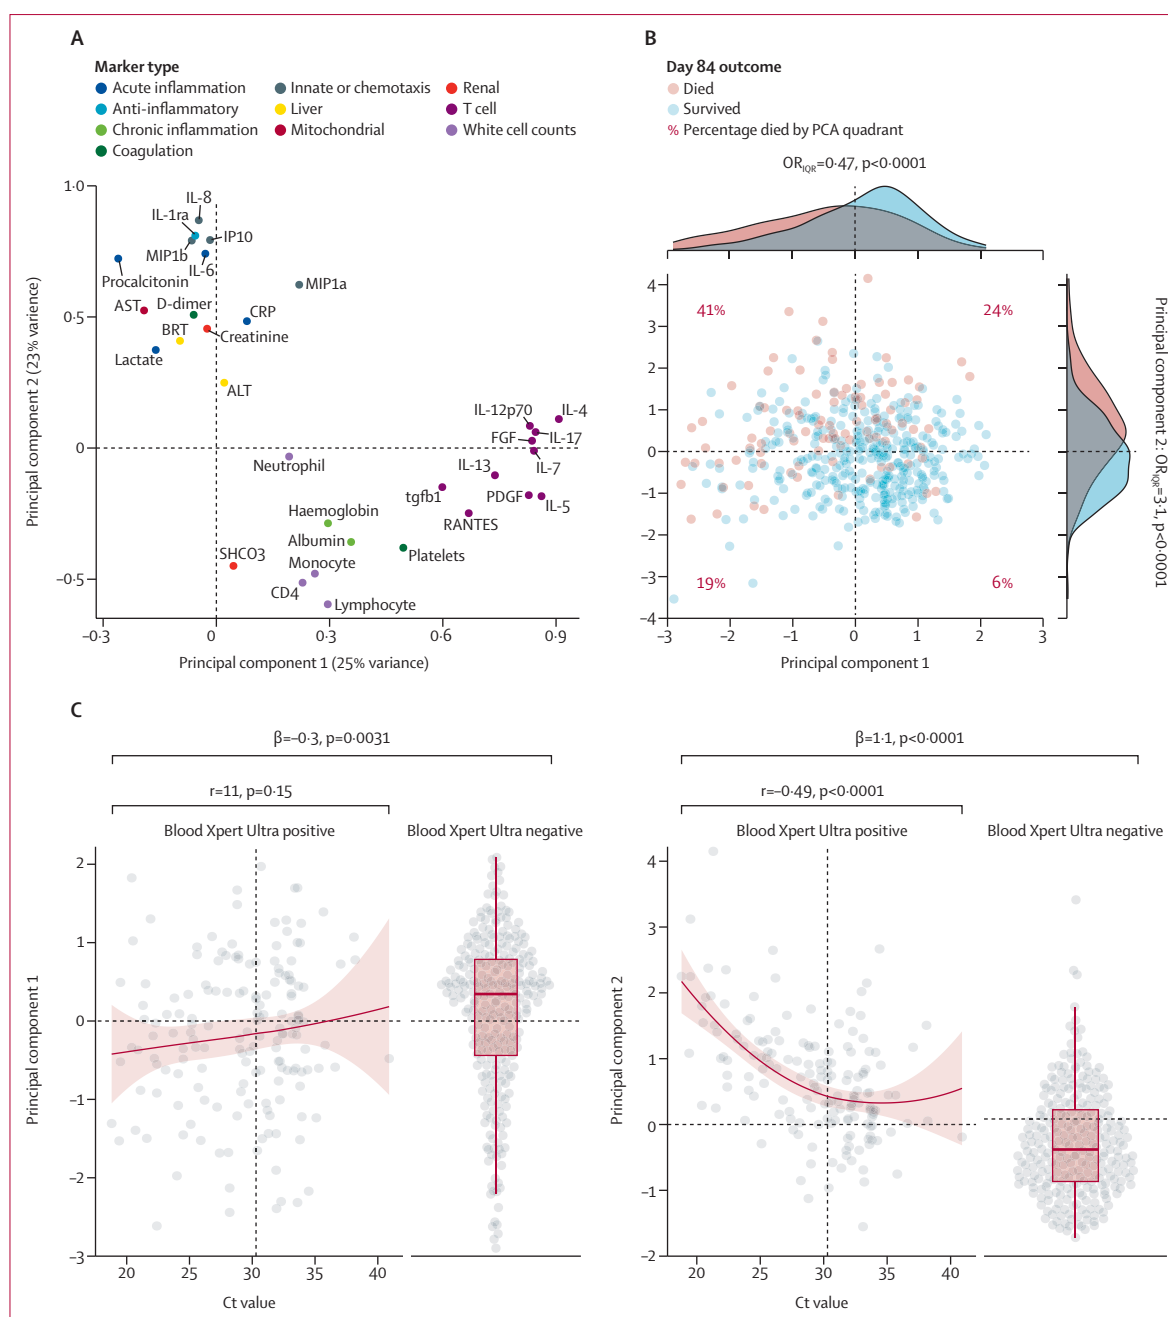 A
Marker type
Acute inflammation
Innate or chemotaxis
Renal
Anti-inflammatory
Liver
T cell
Chronic inflammation
Mitochondrial
White cell counts
Coagulation
1·0
0·5
0
–0·5
Principal component 2 (23% varience)
IL-8
IL-1ra
IP10
MIP1b
IL-6
Procalcitonin
MIP1a
AST
D-dimer
CRP
BRT
Creatinine
Lactate
ALT
IL-12p70
IL-4
FGF
IL-17
Neutrophil
IL-13
IL-7
tgfb1
PDGF
IL-5
Haemoglobin
RANTES
Albumin
SHCO3
Monocyte
Platelets
CD4
Lymphocyte
–0·3
0
0·3
0·6
0·9
Principal component 1 (25% variance)
B
Day 84 outcome
Died
Survived
% Percentage died by PCA quadrant
OR IQR=0·47, p<0·0001
4
3
2
1
0
–1
–2
–3
–4
41%
24%
19%
6%
–3
–2
–1
0
1
2
3
Principal component 1
Principal component 2: OR IQR=3·1, p<0·0001
C
β=–0·3, p=0·0031
r=11, p=0·15
Blood Xpert Ultra positive
Blood Xpert Ultra negative
2
1
0
–1
–2
–3
Principal component 1
20
25
30
35
40
Ct value
β=1·1, p<0·0001
r=–0·49, p<0·0001
Blood Xpert Ultra positive
Blood Xpert Ultra negative
4
3
2
1
0
–1
–2
Principal component 2
20
25
30
35
40
Ct value